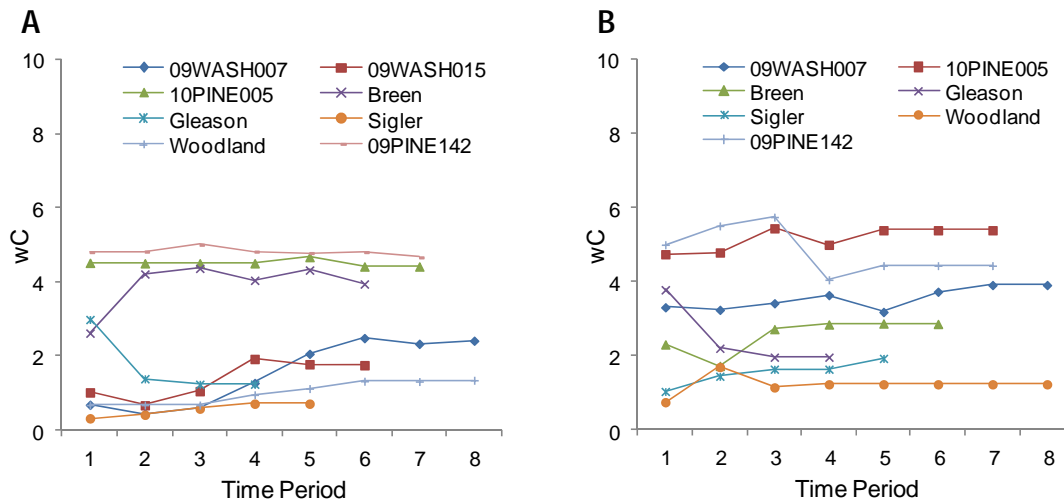 A
10
8
6
4
2
0
wC
09WASH007 09WASH015
10PINE005 Breen
Gleason Sigler
Woodland 09PINE142
1 2 3 4 5 6 7 8
Time Period
B
10
8
6
4
2
0
wC
09WASH007 10PINE005
Breen Gleason
Sigler Woodland
09PINE142
1 2 3 4 5 6 7 8
Time Period